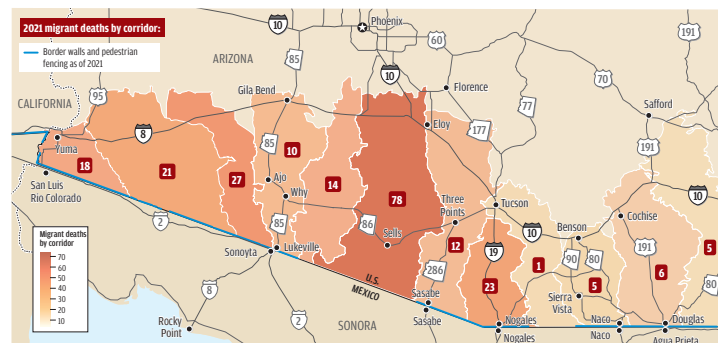 2021 migrant deaths by corridor:
Border walls and pedestrian
fencing as of 2021
10
Phoenix
191
60
85
ARIZONA
10
70
CALIFORNIA
95
Gila Bend
Florence
77
Safford
8
Eloy
177
Yuma
85
10
191
18
21
27
Ajo
14
78
San Luis
Rio Colorado
Why
Three
Points
Tucson
Cochise
10
2
86
10
Benson
Migrant deaths
by corridor
85
Sells
12
19
1
90
80
191
5
70
60
50
40
30
20
10
Sonoyta
Lukeville
U.S.
MEXICO
286
23
5
6
80
8
Sasabe
Sierra
Vista
Rocky
Point
2
SONORA
Sasabe
Nogales
Nogales
Naco
Naco
Douglas
Agua Prieta